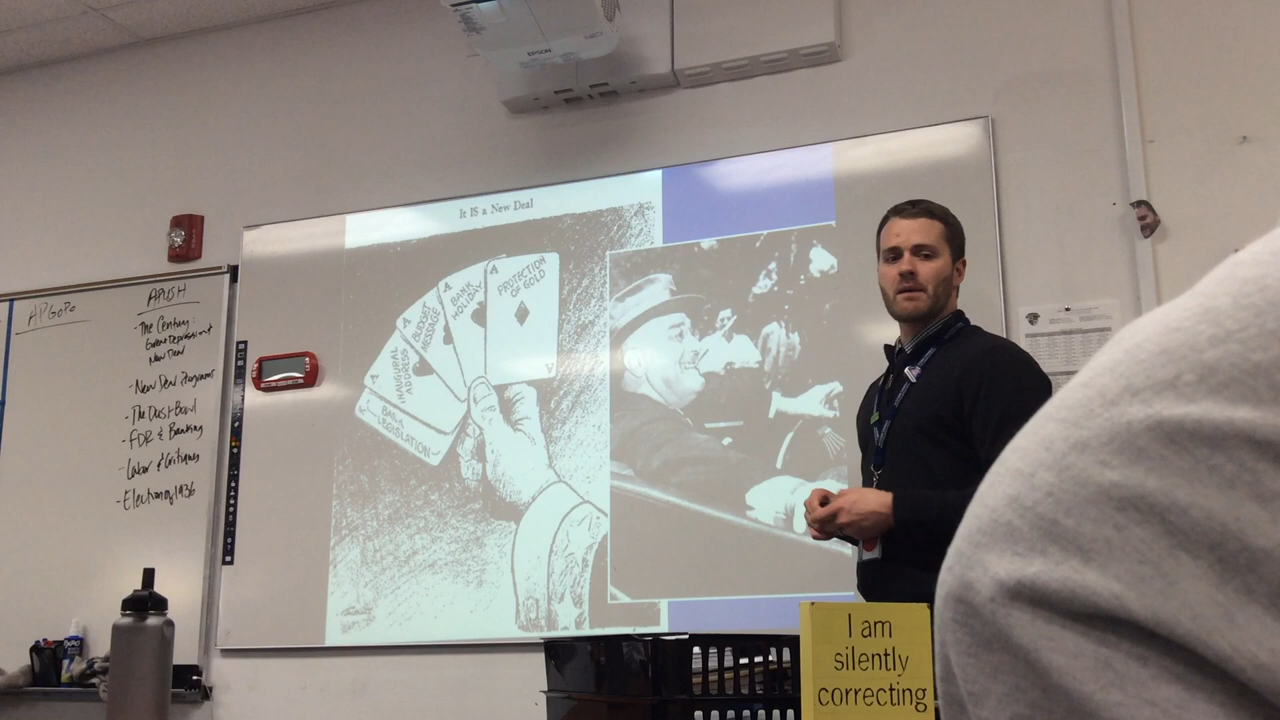 EPSON
It IS a New Deal
A
PROTECTION
OF GOLD
A
A
BANK
HOLIDAY
A
BUDGET
MESSAGE
A
INAUGURAL
ADDRESS
K
BANK
LEGISLATION
APGoPo
APUSH
- The Century:
Great Depression &
New Deal
- New Deal Programs
- The Dust Bowl
- FDR & Banking
- Labor & Critiques
- Election of 1936
EXPO
I am
silently
correcting